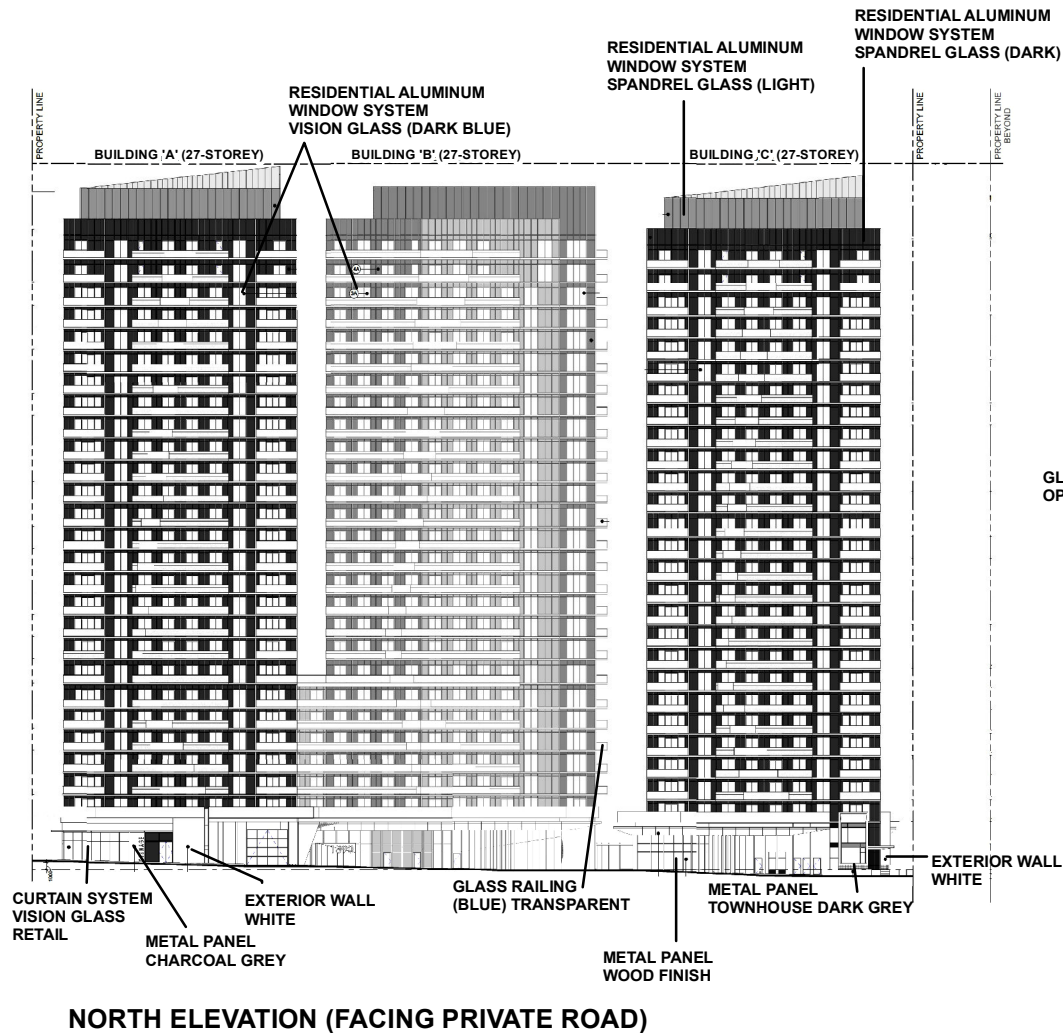 RESIDENTIAL ALUMINUM
WINDOW SYSTEM
SPANDREL GLASS (DARK)
RESIDENTIAL ALUMINUM
WINDOW SYSTEM
SPANDREL GLASS (LIGHT)
RESIDENTIAL ALUMINUM
WINDOW SYSTEM
VISION GLASS (DARK BLUE)
PROPERTY LINE
PROPERTY LINE
PROPERTY LINE
BEYOND
BUILDING 'A' (27-STOREY)
BUILDING 'B' (27-STOREY)
BUILDING 'C' (27-STOREY)
GL
OP
CURTAIN SYSTEM
VISION GLASS
RETAIL
METAL PANEL
CHARCOAL GREY
EXTERIOR WALL
WHITE
GLASS RAILING
(BLUE) TRANSPARENT
METAL PANEL
WOOD FINISH
METAL PANEL
TOWNHOUSE DARK GREY
EXTERIOR WALL
WHITE
NORTH ELEVATION (FACING PRIVATE ROAD)